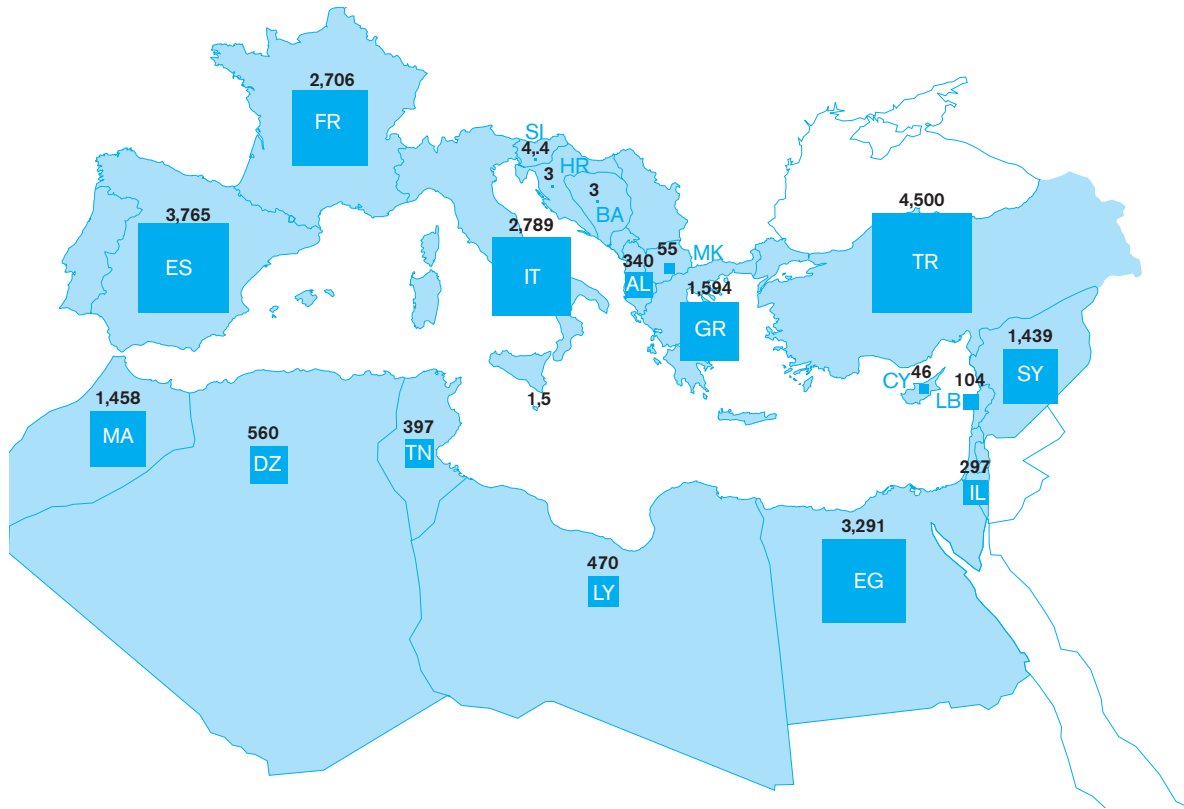 2,706
FR
SI
4,.4
HR
3
3
BA
3,765
ES
2,789
IT
340
AL
55
MK
1,594
GR
4,500
TR
1,439
SY
CY
46
104
LB
1,5
1,458
MA
560
DZ
397
TN
297
IL
470
LY
3,291
EG